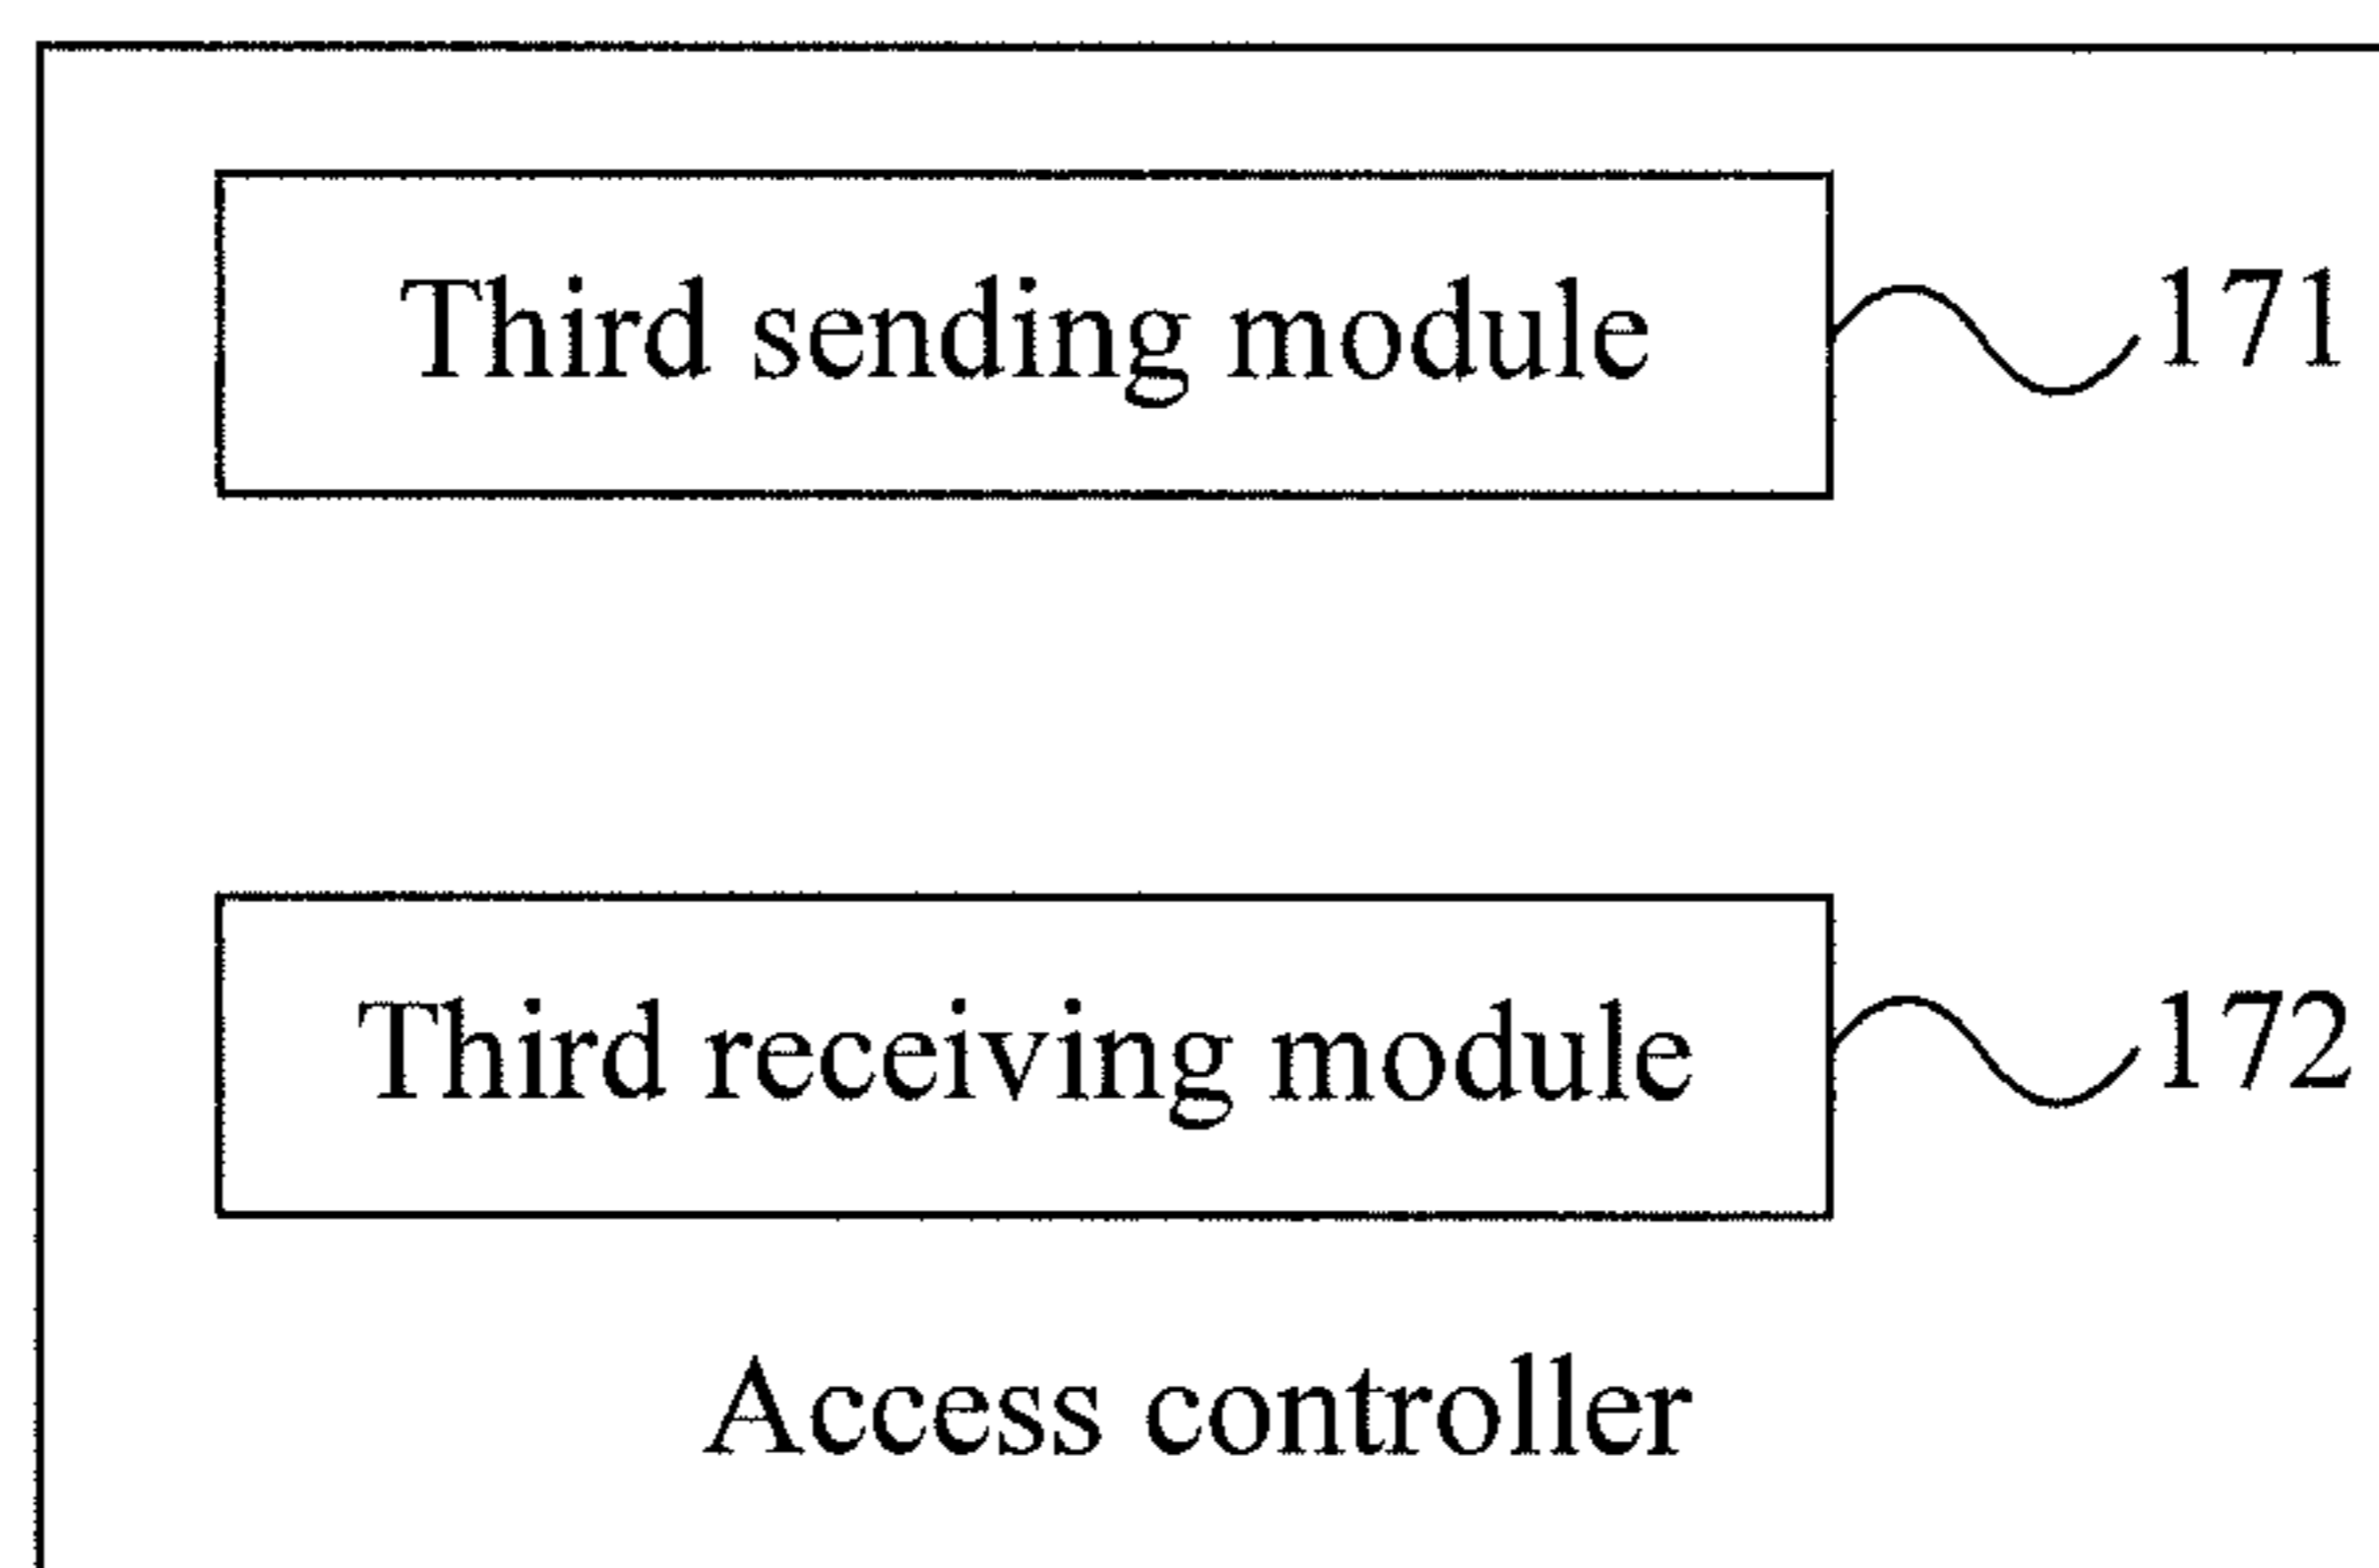 Third sending module 171
Third receiving module 172
Access controller